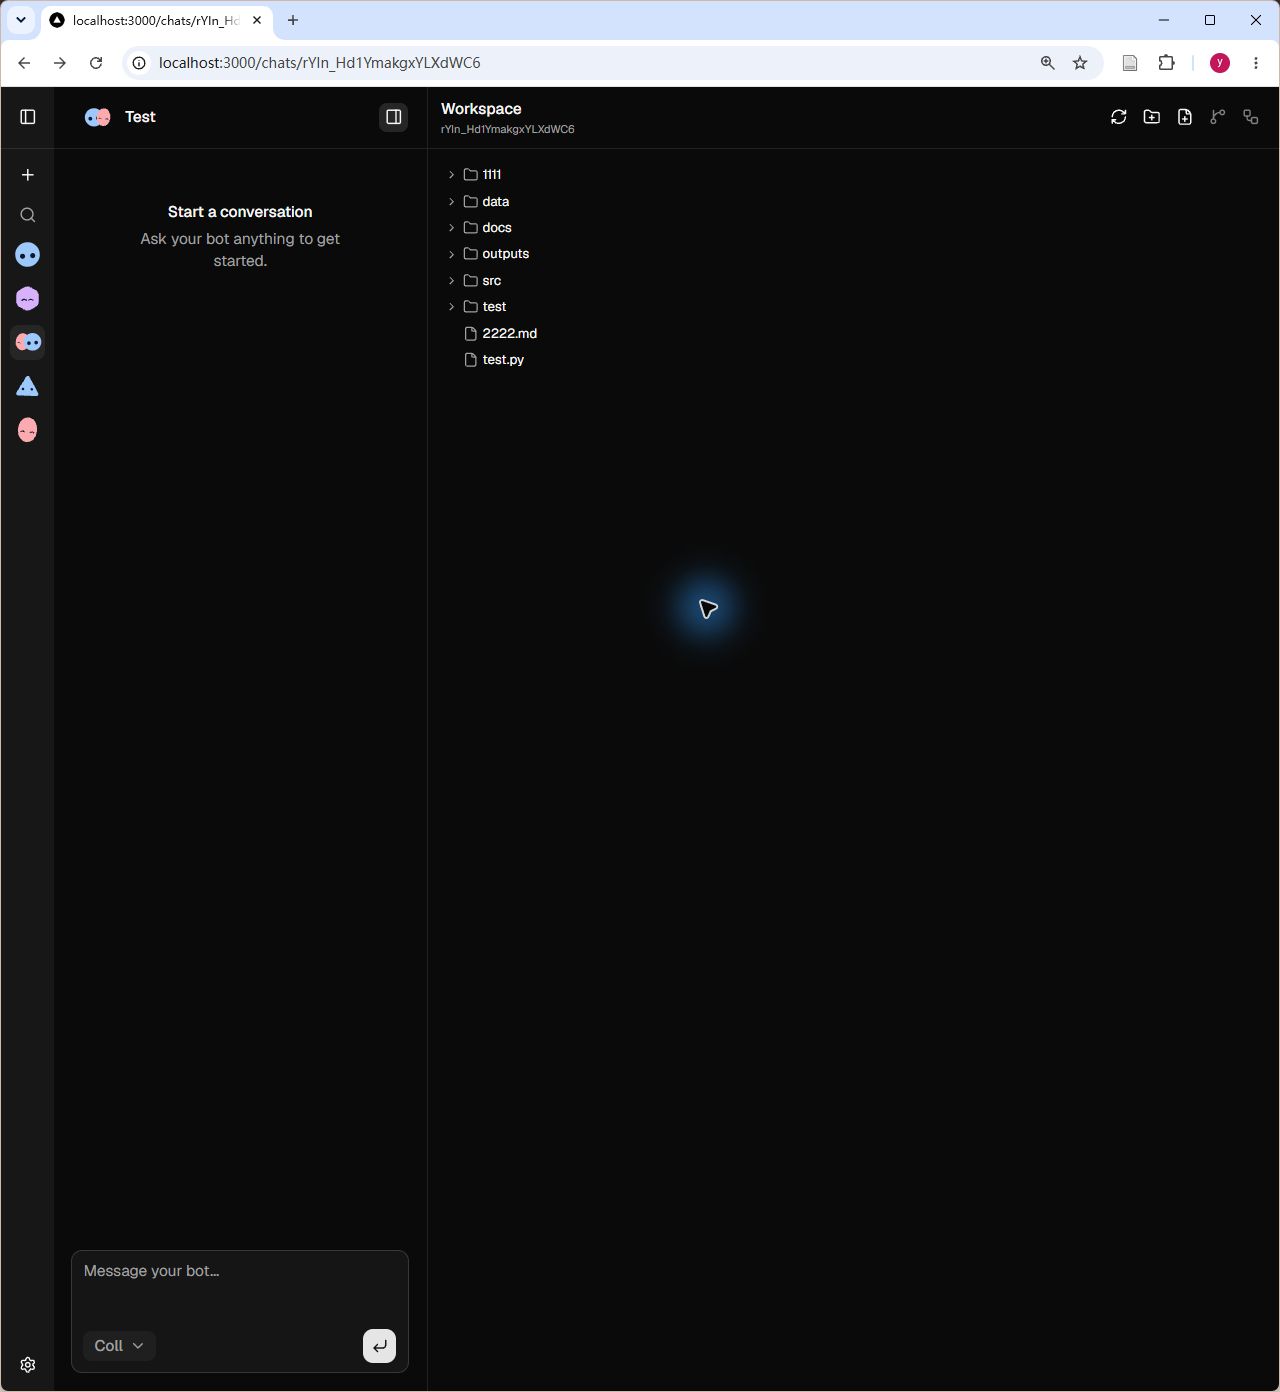 localhost:3000/chats/rYIn_Hd
localhost:3000/chats/rYIn_Hd1YmakgxYLXdWC6
y
Test
Workspace
rYIn_Hd1YmakgxYLXdWC6
Start a conversation
Ask your bot anything to get
started.
1111
data
docs
outputs
src
test
2222.md
test.py
Message your bot...
Coll